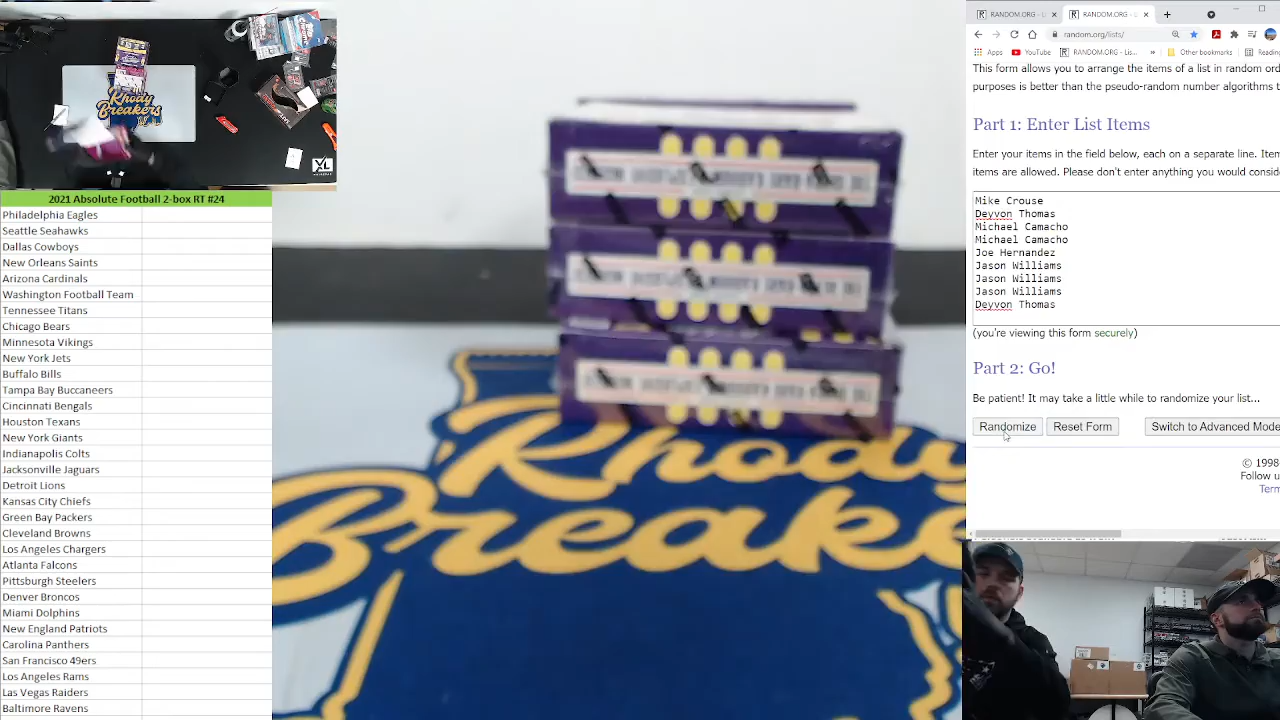 Khody
Breakers
XL
2021 Absolute Football 2-box RT #24
Philadelphia Eagles
Seattle Seahawks
Dallas Cowboys
New Orleans Saints
Arizona Cardinals
Washington Football Team
Tennessee Titans
Chicago Bears
Minnesota Vikings
New York Jets
Buffalo Bills
Tampa Bay Buccaneers
Cincinnati Bengals
Houston Texans
New York Giants
Indianapolis Colts
Jacksonville Jaguars
Detroit Lions
Kansas City Chiefs
Green Bay Packers
Cleveland Browns
Los Angeles Chargers
Atlanta Falcons
Pittsburgh Steelers
Denver Broncos
Miami Dolphins
New England Patriots
Carolina Panthers
San Francisco 49ers
Los Angeles Rams
Las Vegas Raiders
Baltimore Ravens
Khody
Break
RANDOM.ORG - Li
RANDOM.ORG - Li
random.org/lists/
Apps YouTube RANDOM.ORG - Lis... » Other bookmarks
This form allows you to arrange the items of a list in random or
purposes better than the pseudo-random number algorithms t
Part 1: Enter List Items
Enter your items in the field below, each on a separate line. Item
items are allowed. Please don't enter anything you would consid
Mike Crouse
Deyvon Thomas
Michael Camacho
Michael Camacho
Joe Hernandez
Jason Williams
Jason Williams
Jason Williams
Deyvon Thomas
(you're viewing this form securely)
Part 2: Go!
Be patient! It may take a little while to randomize your list...
Randomize Reset Form Switch to Advanced Mode
© 1998
Follow u
Term